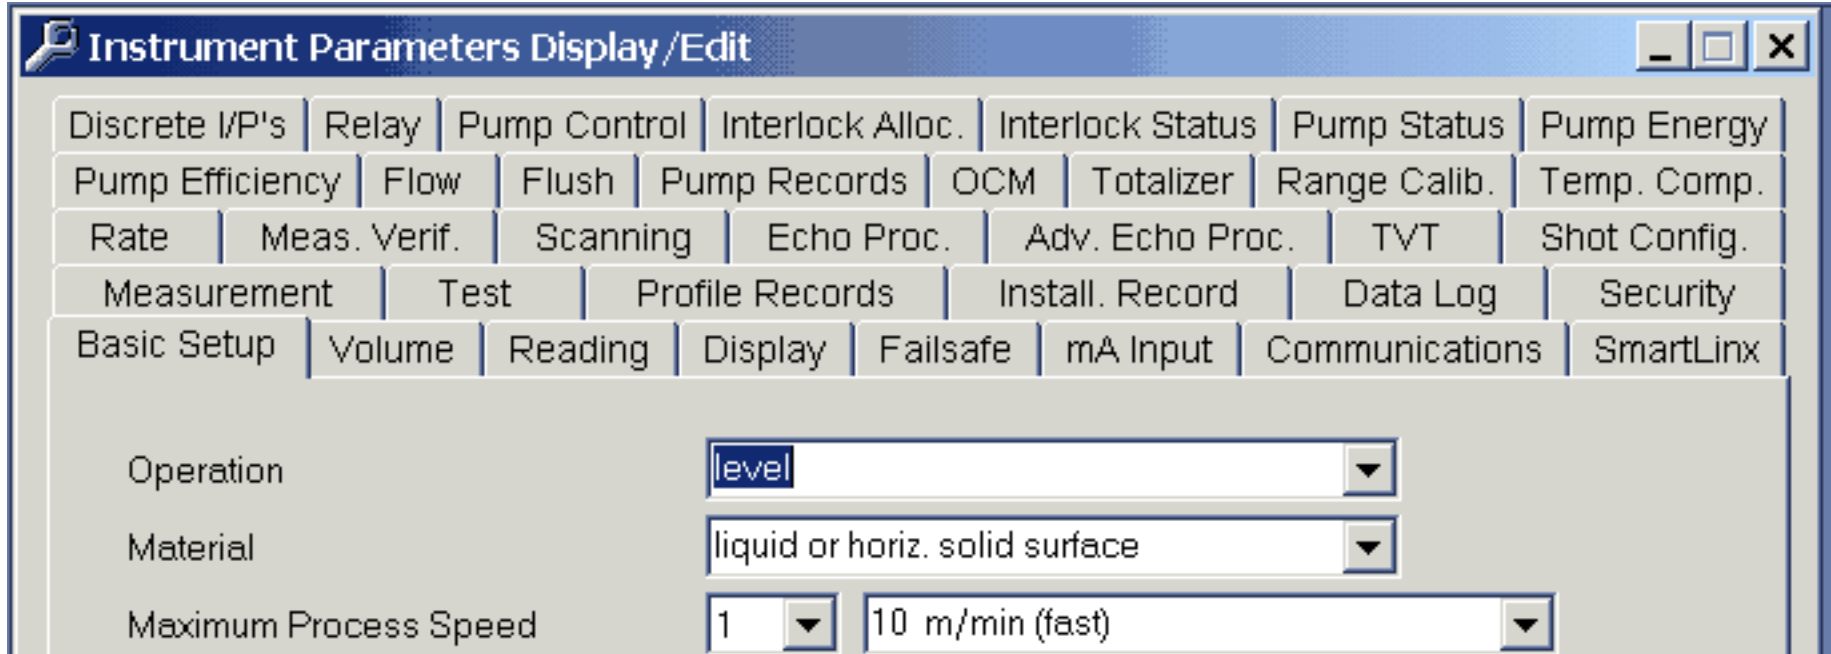 Instrument Parameters Display/Edit
Discrete I/P's Relay Pump Control Interlock Alloc. Interlock Status Pump Status Pump Energy
Pump Efficiency Flow Flush Pump Records OCM Totalizer Range Calib. Temp. Comp.
Rate Meas. Verif. Scanning Echo Proc. Adv. Echo Proc. TVT Shot Config.
Measurement Test Profile Records Install. Record Data Log Security
Basic Setup Volume Reading Display Failsafe mA Input Communications SmartLinx
Operation level
Material liquid or horiz. solid surface
Maximum Process Speed 1 10 m/min (fast)